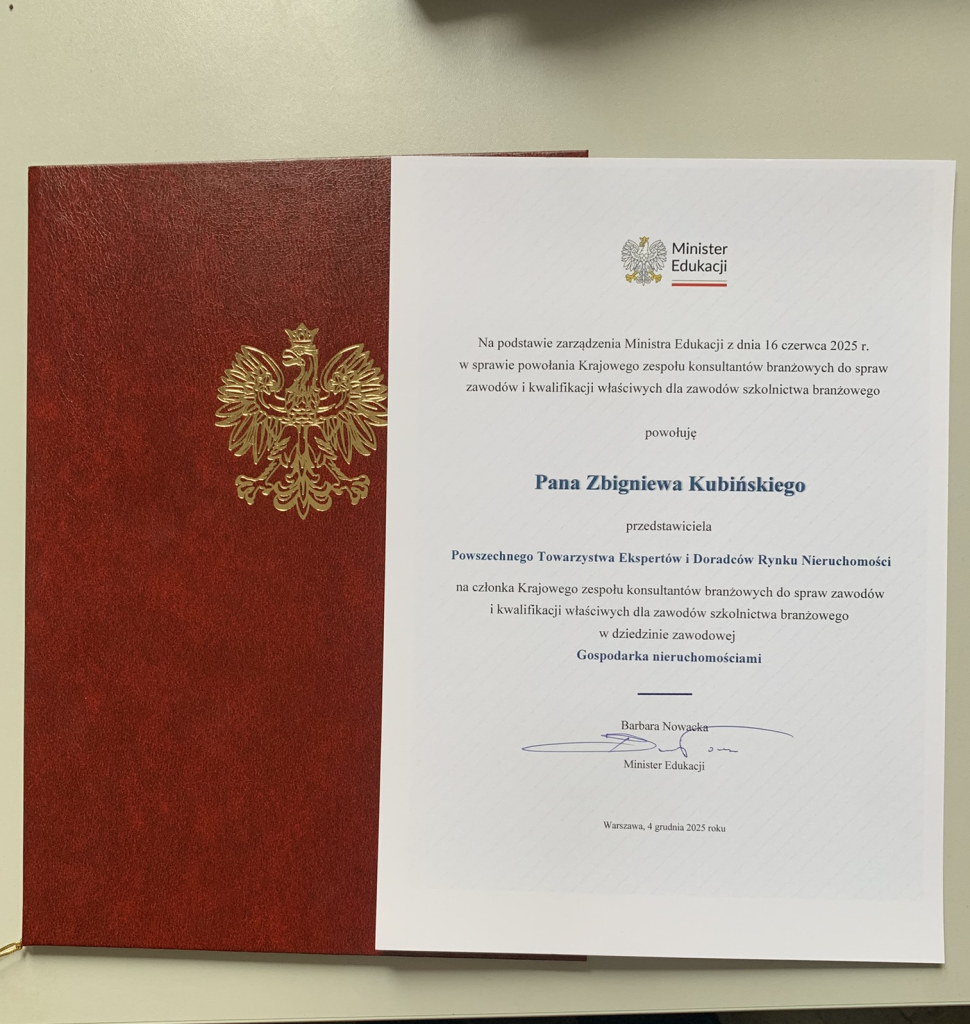 Minister
Edukacji
Na podstawie zarządzenia Ministra Edukacji z dnia 16 czerwca 2025 r.
w sprawie powołania Krajowego zespołu konsultantów branżowych do spraw
zawodów i kwalifikacji właściwych dla zawodów szkolnictwa branżowego
powołuję
Pana Zbigniewa Kubińskiego
przedstawiciela
Powszechnego Towarzystwa Ekspertów i Doradców Rynku Nieruchomości
na członka Krajowego zespołu konsultantów branżowych do spraw zawodów
i kwalifikacji właściwych dla zawodów szkolnictwa branżowego
w dziedzinie zawodowej
Gospodarka nieruchomościami
Barbara Nowacka
Minister Edukacji
Warszawa, 4 grudnia 2025 roku